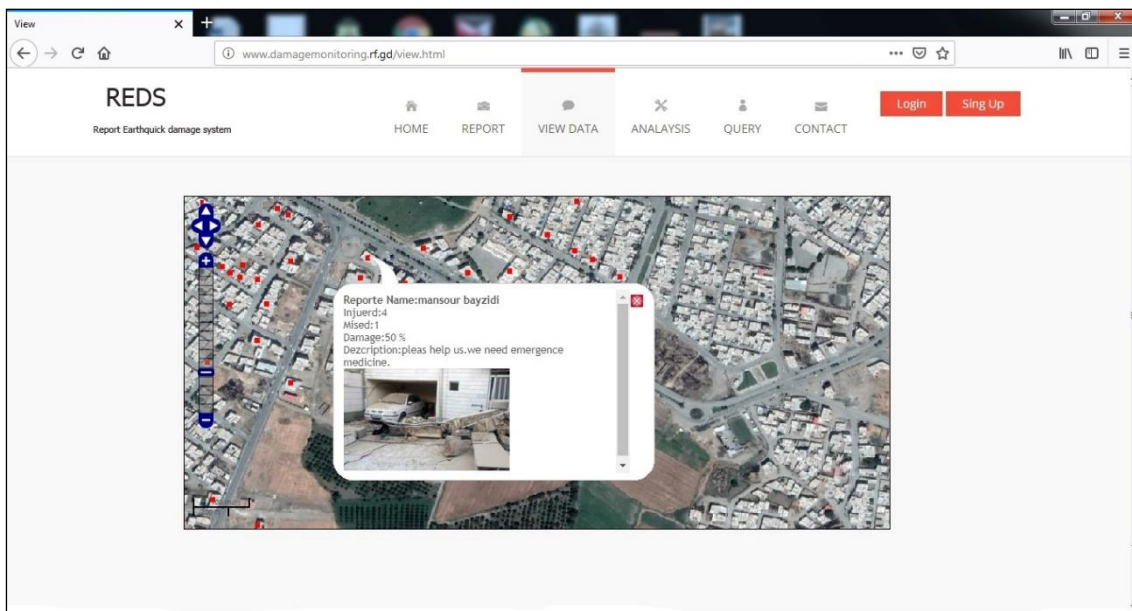 View
www.damagemonitoring.rf.gd/view.html
REDS
Report Earthquick damage system
HOME
REPORT
VIEW DATA
ANALAYSIS
QUERY
CONTACT
Login
Sing Up
Reporte Name:mansour bayzidi
Injuerd:4
Mised:1
Damage:50 %
Dezcription:pleas help us.we need emergence
medicine.